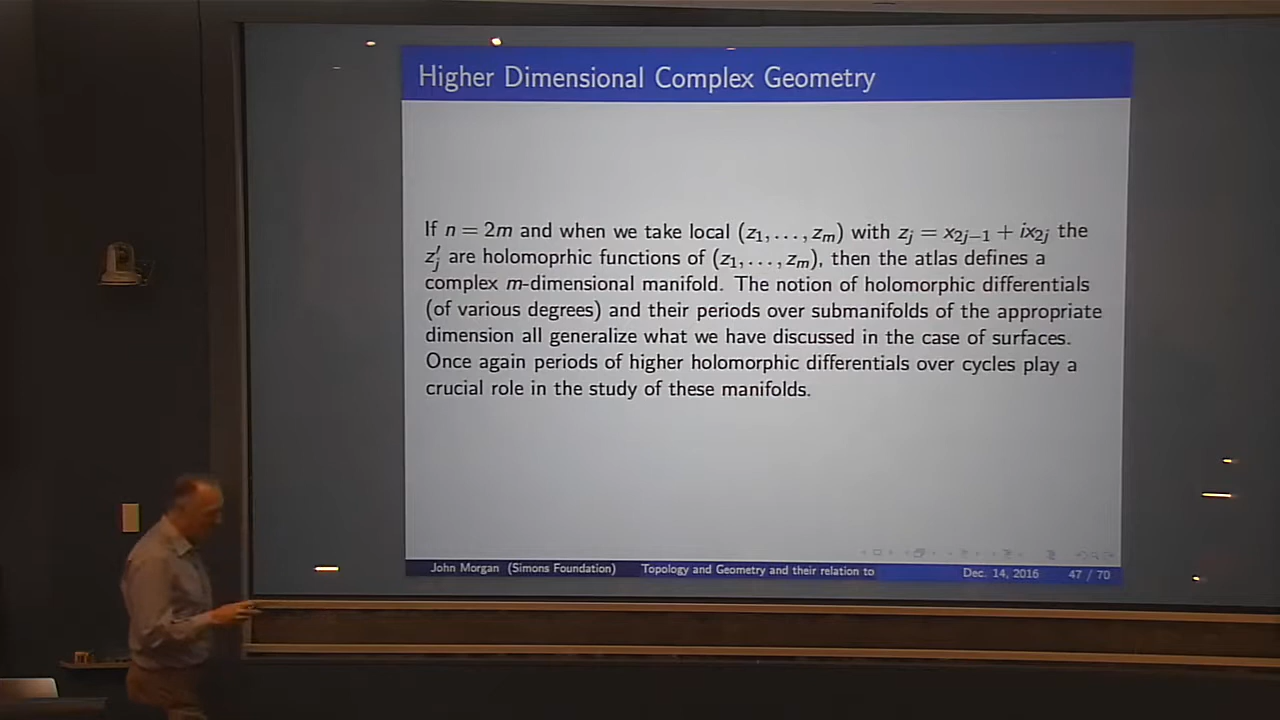 Higher Dimensional Complex Geometry
If n = 2m and when we take local (z₁, . . . , zₘ) with zⱼ = x₂ⱼ₋₁ + ix₂ⱼ the
z′ⱼ are holomoprhic functions of (z₁, . . . , zₘ), then the atlas defines a
complex m-dimensional manifold. The notion of holomorphic differentials
(of various degrees) and their periods over submanifolds of the appropriate
dimension all generalize what we have discussed in the case of surfaces.
Once again periods of higher holomorphic differentials over cycles play a
crucial role in the study of these manifolds.
John Morgan (Simons Foundation) Topology and Geometry and their relation to Dec. 14, 2016 47 / 70